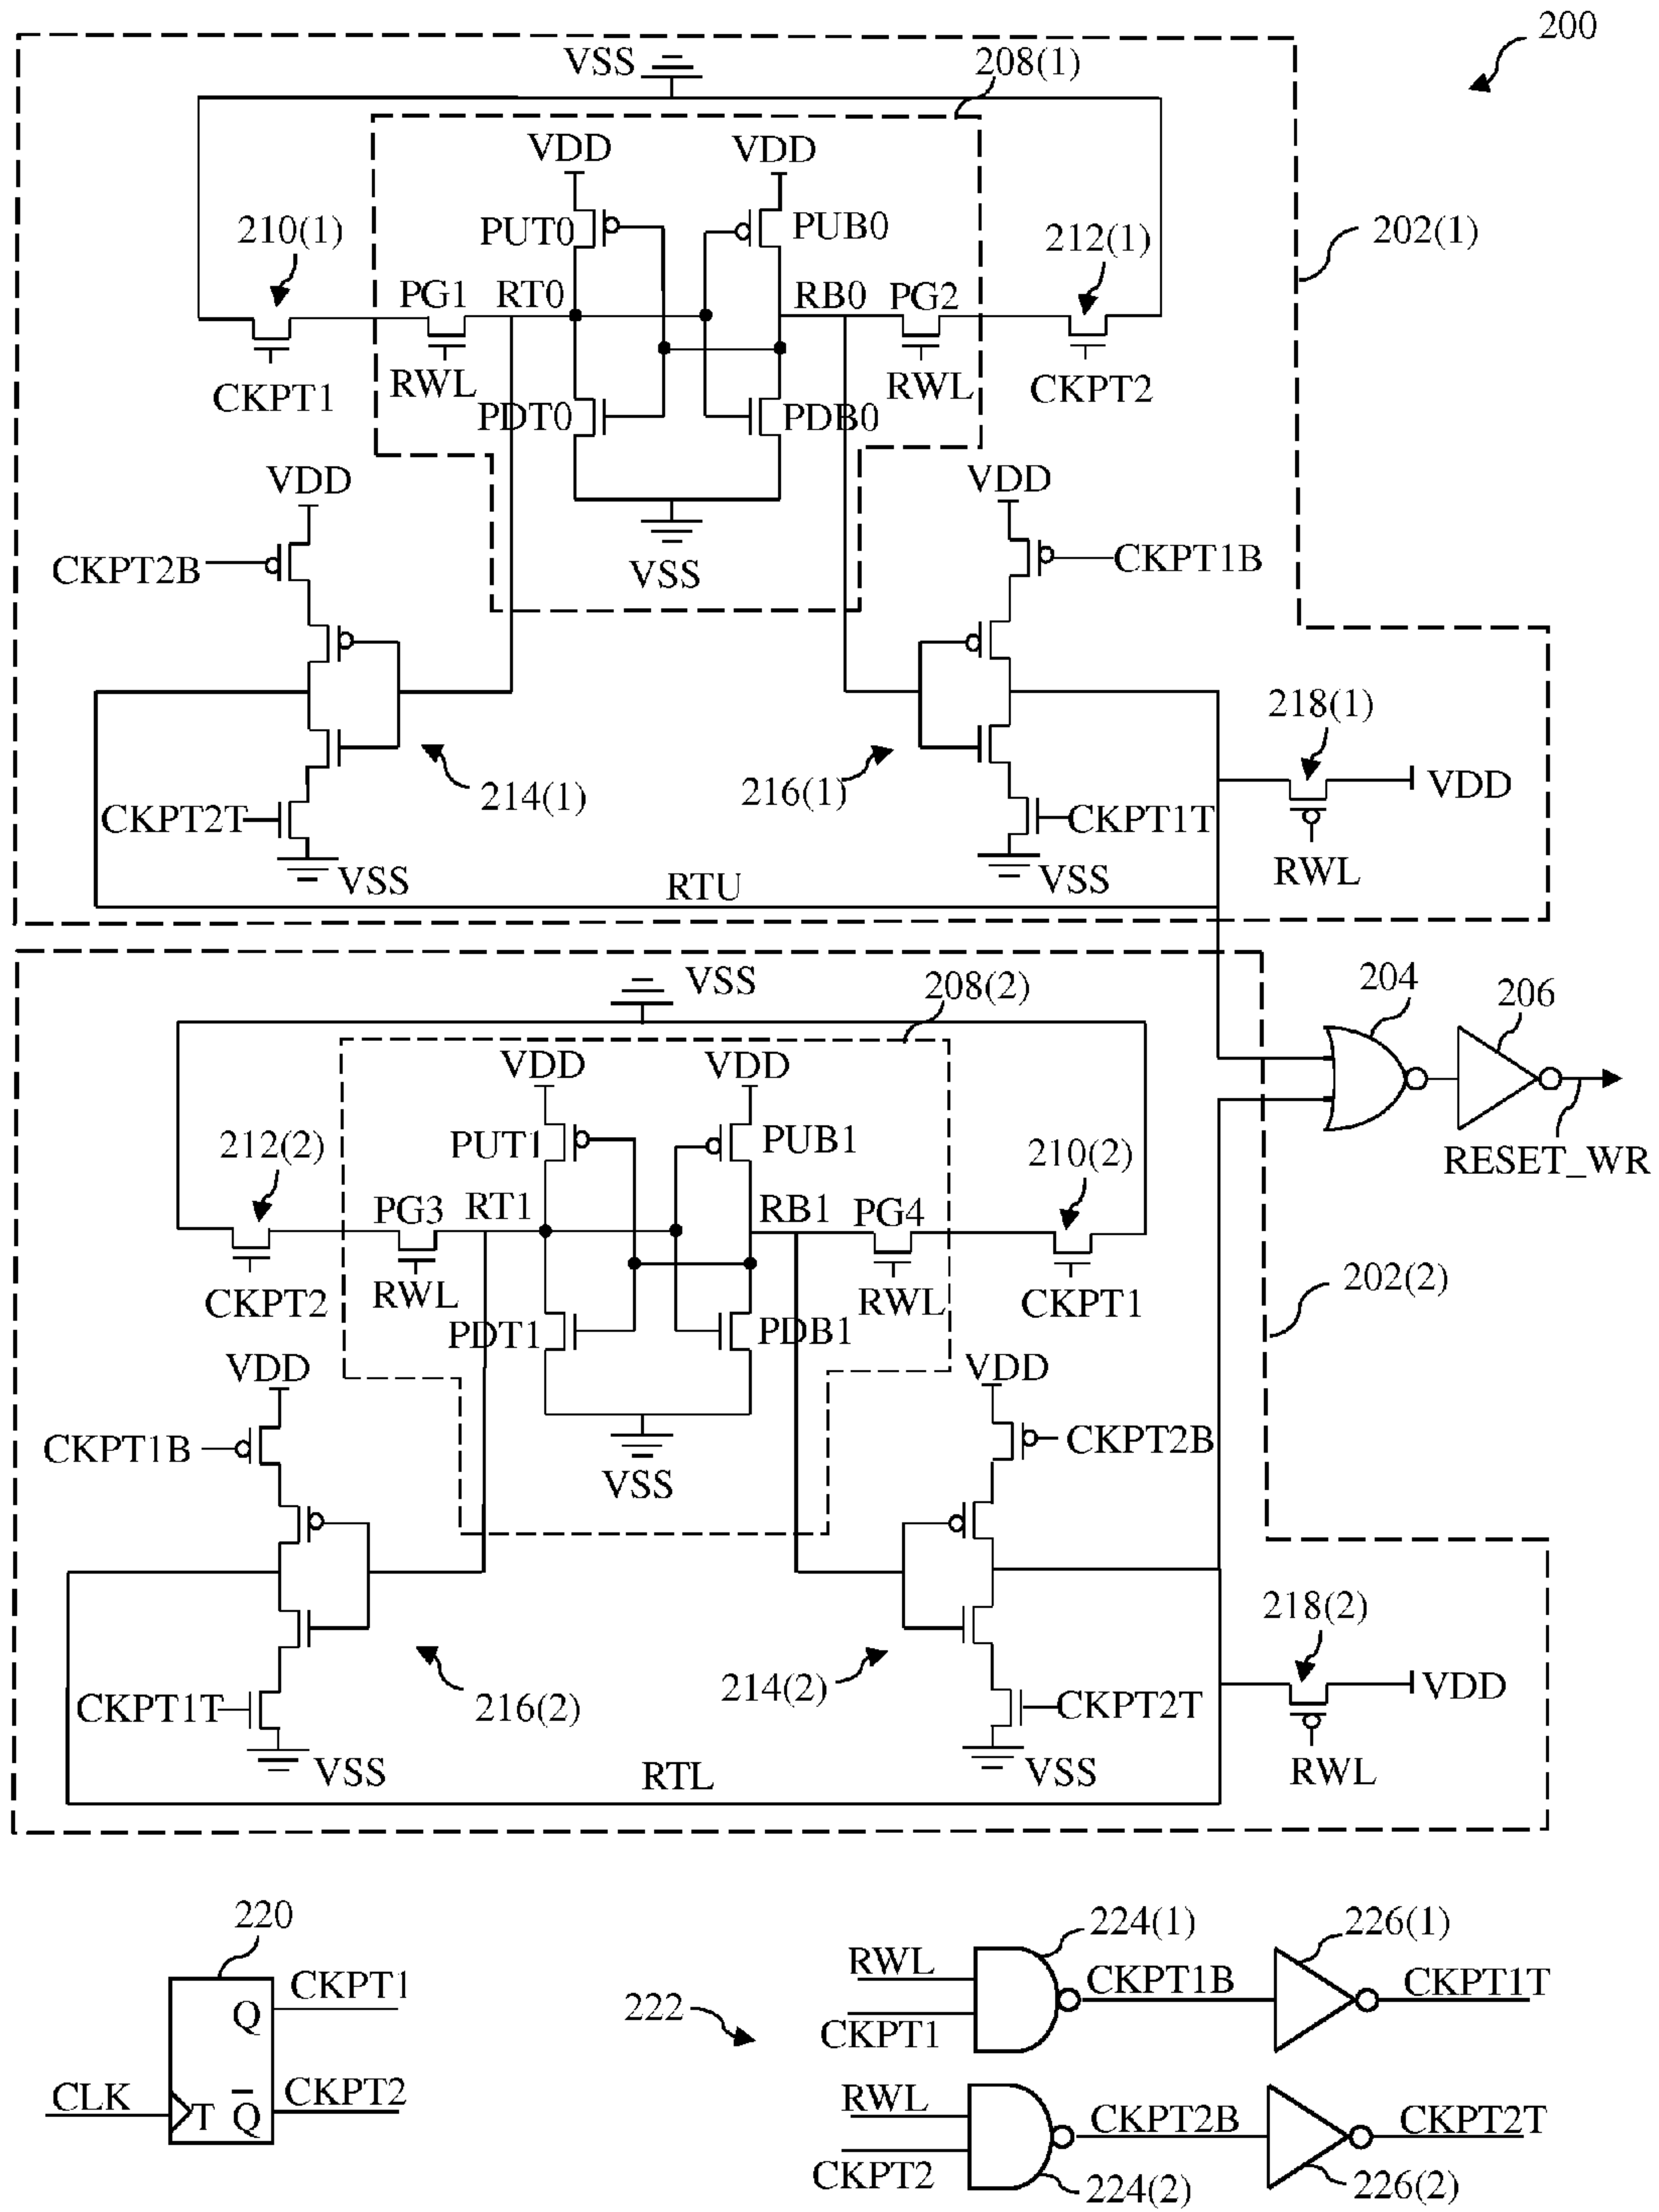 200
VSS
208(1)
VDD
VDD
PUT0
PUB0
210(1)
212(1)
202(1)
PG1
RT0
RB0
PG2
RWL
RWL
CKPT1
CKPT2
PDT0
PDB0
VDD
VDD
VSS
CKPT2B
CKPT1B
218(1)
214(1)
216(1)
VDD
CKPT2T
CKPT1T
RWL
VSS
VSS
RTU
VSS
208(2)
204
206
VDD
VDD
PUT1
PUB1
212(2)
210(2)
RESET_WR
PG3
RT1
RB1
PG4
202(2)
RWL
RWL
CKPT2
CKPT1
PDT1
PDB1
VDD
VDD
CKPT1B
CKPT2B
VSS
218(2)
216(2)
214(2)
VDD
CKPT1T
CKPT2T
VSS
VSS
RTL
RWL
220
CKPT1
Q
CLK
T
Q̅
CKPT2
222
224(1)
226(1)
RWL
CKPT1B
CKPT1T
CKPT1
RWL
CKPT2B
CKPT2T
CKPT2
224(2)
226(2)